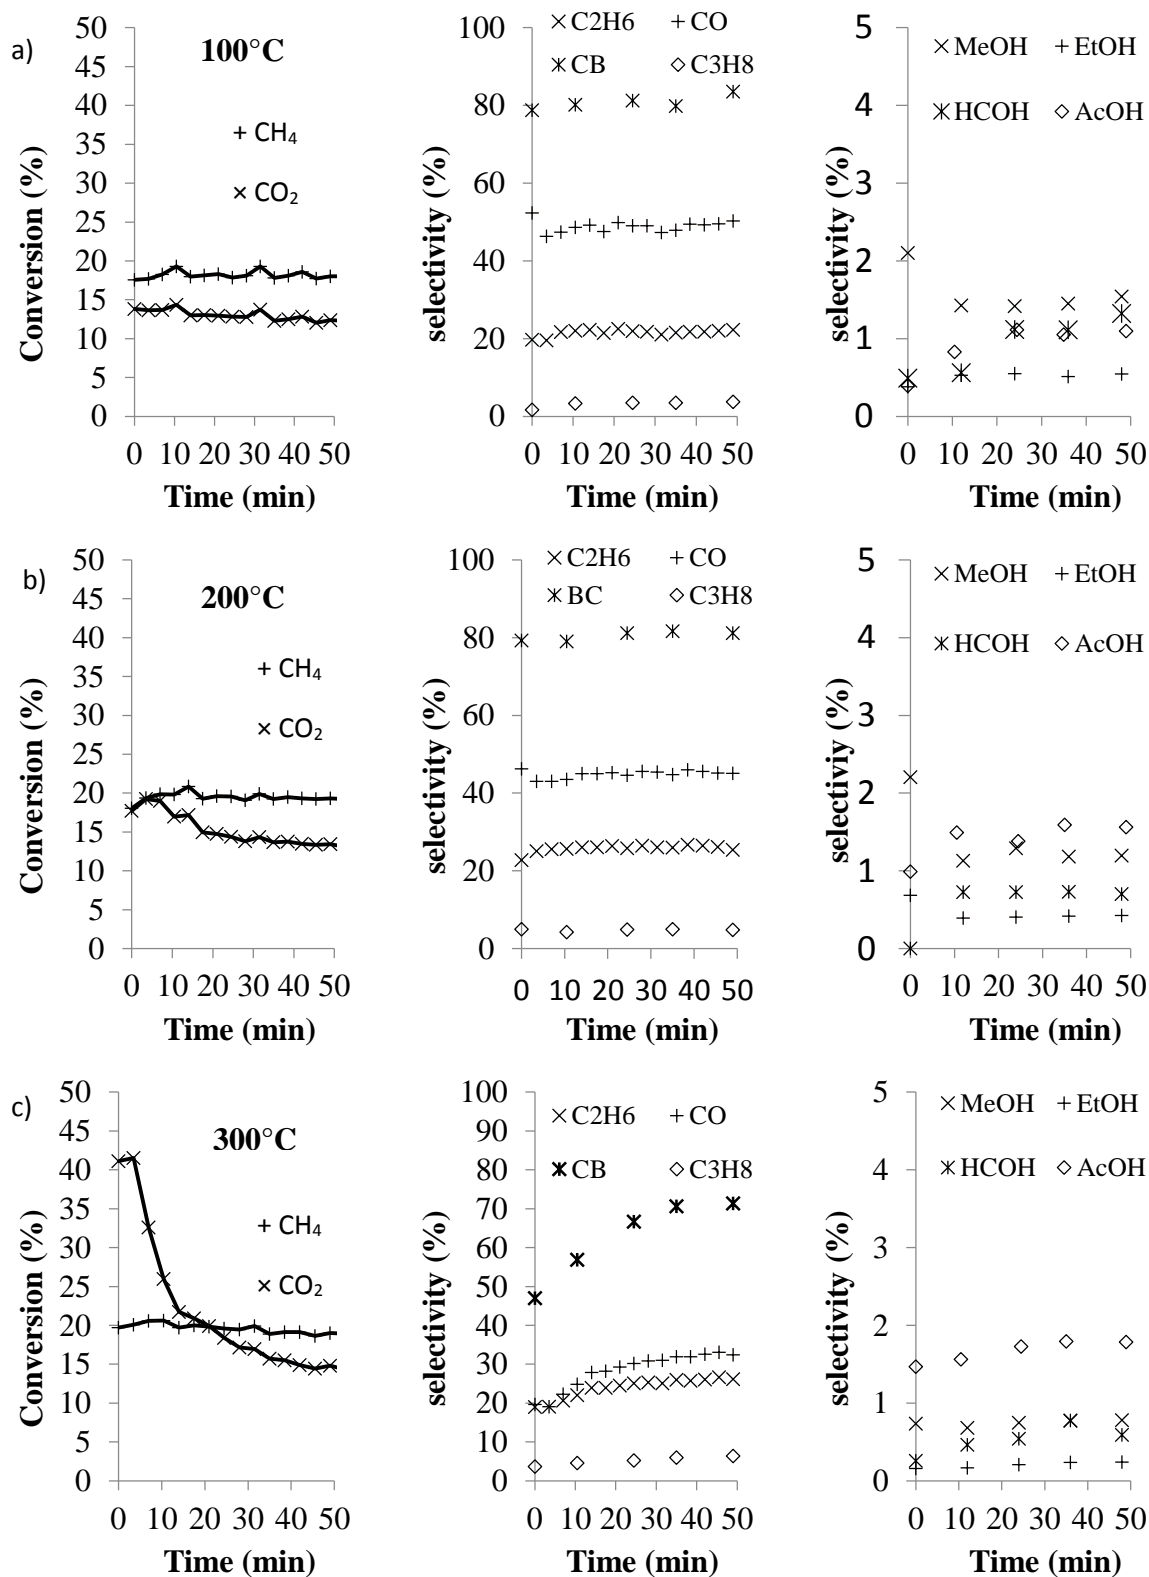 a)
100°C
+ CH₄
× CO₂
Conversion (%)
50
45
40
35
30
25
20
15
10
5
0
0 10 20 30 40 50
Time (min)
× C2H6 + CO
CB ◇ C3H8
selectivity (%)
100
80
60
40
20
0
0 10 20 30 40 50
Time (min)
× MeOH + EtOH
HCOH ◇ AcOH
selectivity (%)
5
4
3
2
1
0
0 10 20 30 40 50
Time (min)
b)
200°C
+ CH₄
× CO₂
Conversion (%)
50
45
40
35
30
25
20
15
10
5
0
0 10 20 30 40 50
Time (min)
× C2H6 + CO
BC ◇ C3H8
selectivity (%)
100
80
60
40
20
0
0 10 20 30 40 50
Time (min)
× MeOH + EtOH
HCOH ◇ AcOH
selectiviy (%)
5
4
3
2
1
0
0 10 20 30 40 50
Time (min)
c)
300°C
+ CH₄
× CO₂
Conversion (%)
50
45
40
35
30
25
20
15
10
5
0
0 10 20 30 40 50
Time (min)
× C2H6 + CO
CB ◇ C3H8
selectivity (%)
100
90
80
70
60
50
40
30
20
10
0
0 10 20 30 40 50
Time (min)
× MeOH + EtOH
HCOH ◇ AcOH
selectivity (%)
5
4
3
2
1
0
0 10 20 30 40 50
Time (min)